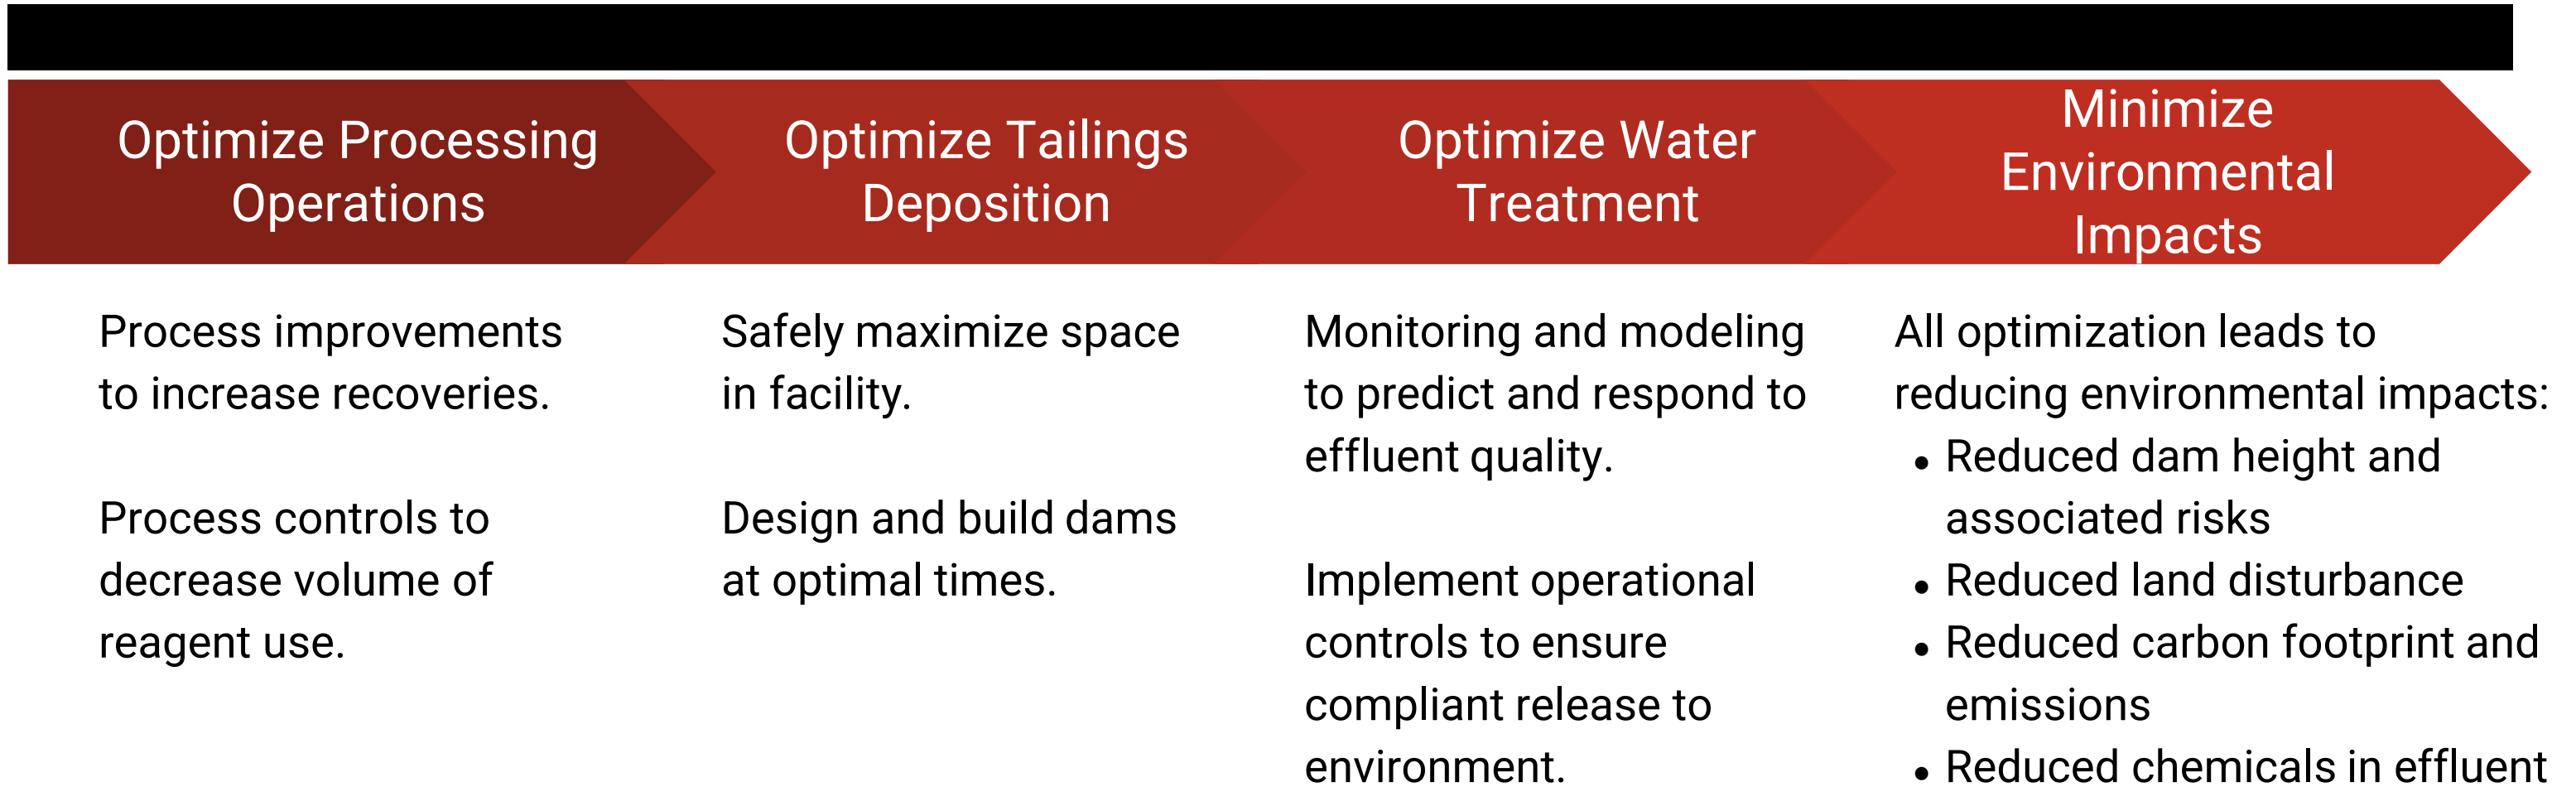 Optimize Processing
Operations
Optimize Tailings
Deposition
Optimize Water
Treatment
Minimize
Environmental
Impacts
Process improvements
to increase recoveries.
Process controls to
decrease volume of
reagent use.
Safely maximize space
in facility.
Design and build dams
at optimal times.
Monitoring and modeling
to predict and respond to
effluent quality.
Implement operational
controls to ensure
compliant release to
environment.
All optimization leads to
reducing environmental impacts:
• Reduced dam height and
associated risks
• Reduced land disturbance
• Reduced carbon footprint and
emissions
• Reduced chemicals in effluent